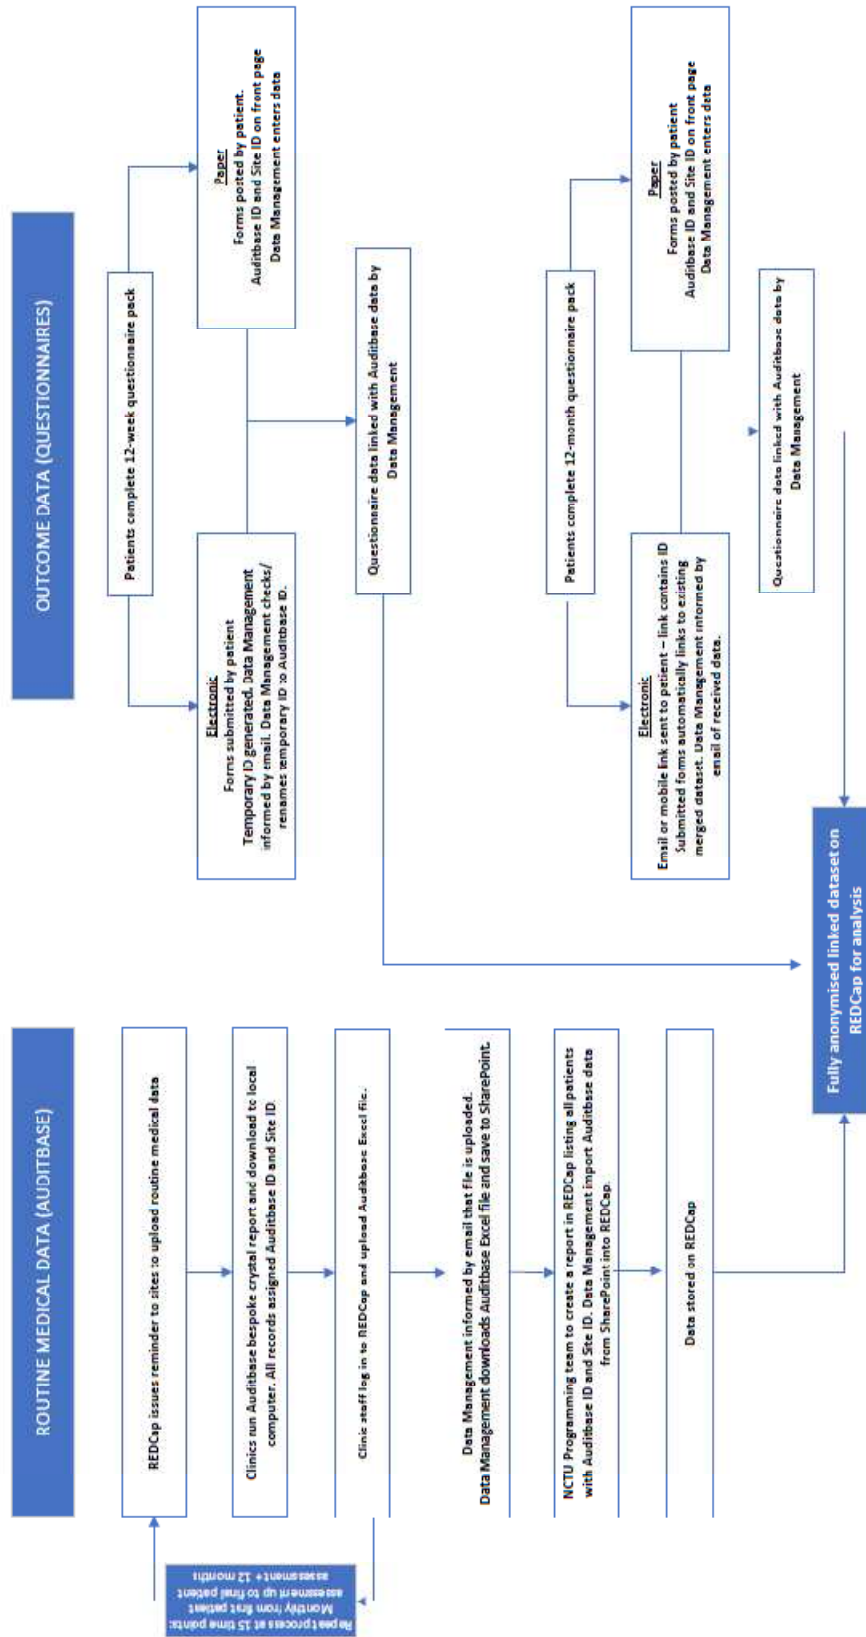 ROUTINE MEDICAL DATA (AUDITBASE)
REDCap issues reminder to sites to upload routine medical data
Clinics run Auditbase bespoke crystal report and download to local
computer. All records assigned Auditbase ID and Site ID.
Clinic staff log in to REDCap and upload Auditbase Excel file.
Data Management informed by email that file is uploaded.
Data Management downloads Auditbase Excel file and save to SharePoint.
NCTU Programming team to create a report in REDCap listing all patients
with Auditbase ID and Site ID. Data Management import Auditbase data
from SharePoint into REDCap.
Data stored on REDCap
Repeat process at 15 time points:
Monthly from first patient
assessment up to final patient
assessment + 12 months
OUTCOME DATA (QUESTIONNAIRES)
Patients complete 12-week questionnaire pack
Electronic
Forms submitted by patient
Temporary ID generated. Data Management
informed by email. Data Management checks/
renames temporary ID to Auditbase ID.
Paper
Forms posted by patient.
Auditbase ID and Site ID on front page
Data Management enters data
Questionnaire data linked with Auditbase data by
Data Management
Patients complete 12-month questionnaire pack
Electronic
Email or mobile link sent to patient – link contains ID
Submitted forms automatically links to existing
merged dataset. Data Management informed by
email of received data.
Paper
Forms posted by patient
Auditbase ID and Site ID on front page
Data Management enters data
Questionnaire data linked with Auditbase data by
Data Management
Fully anonymised linked dataset on
REDCap for analysis